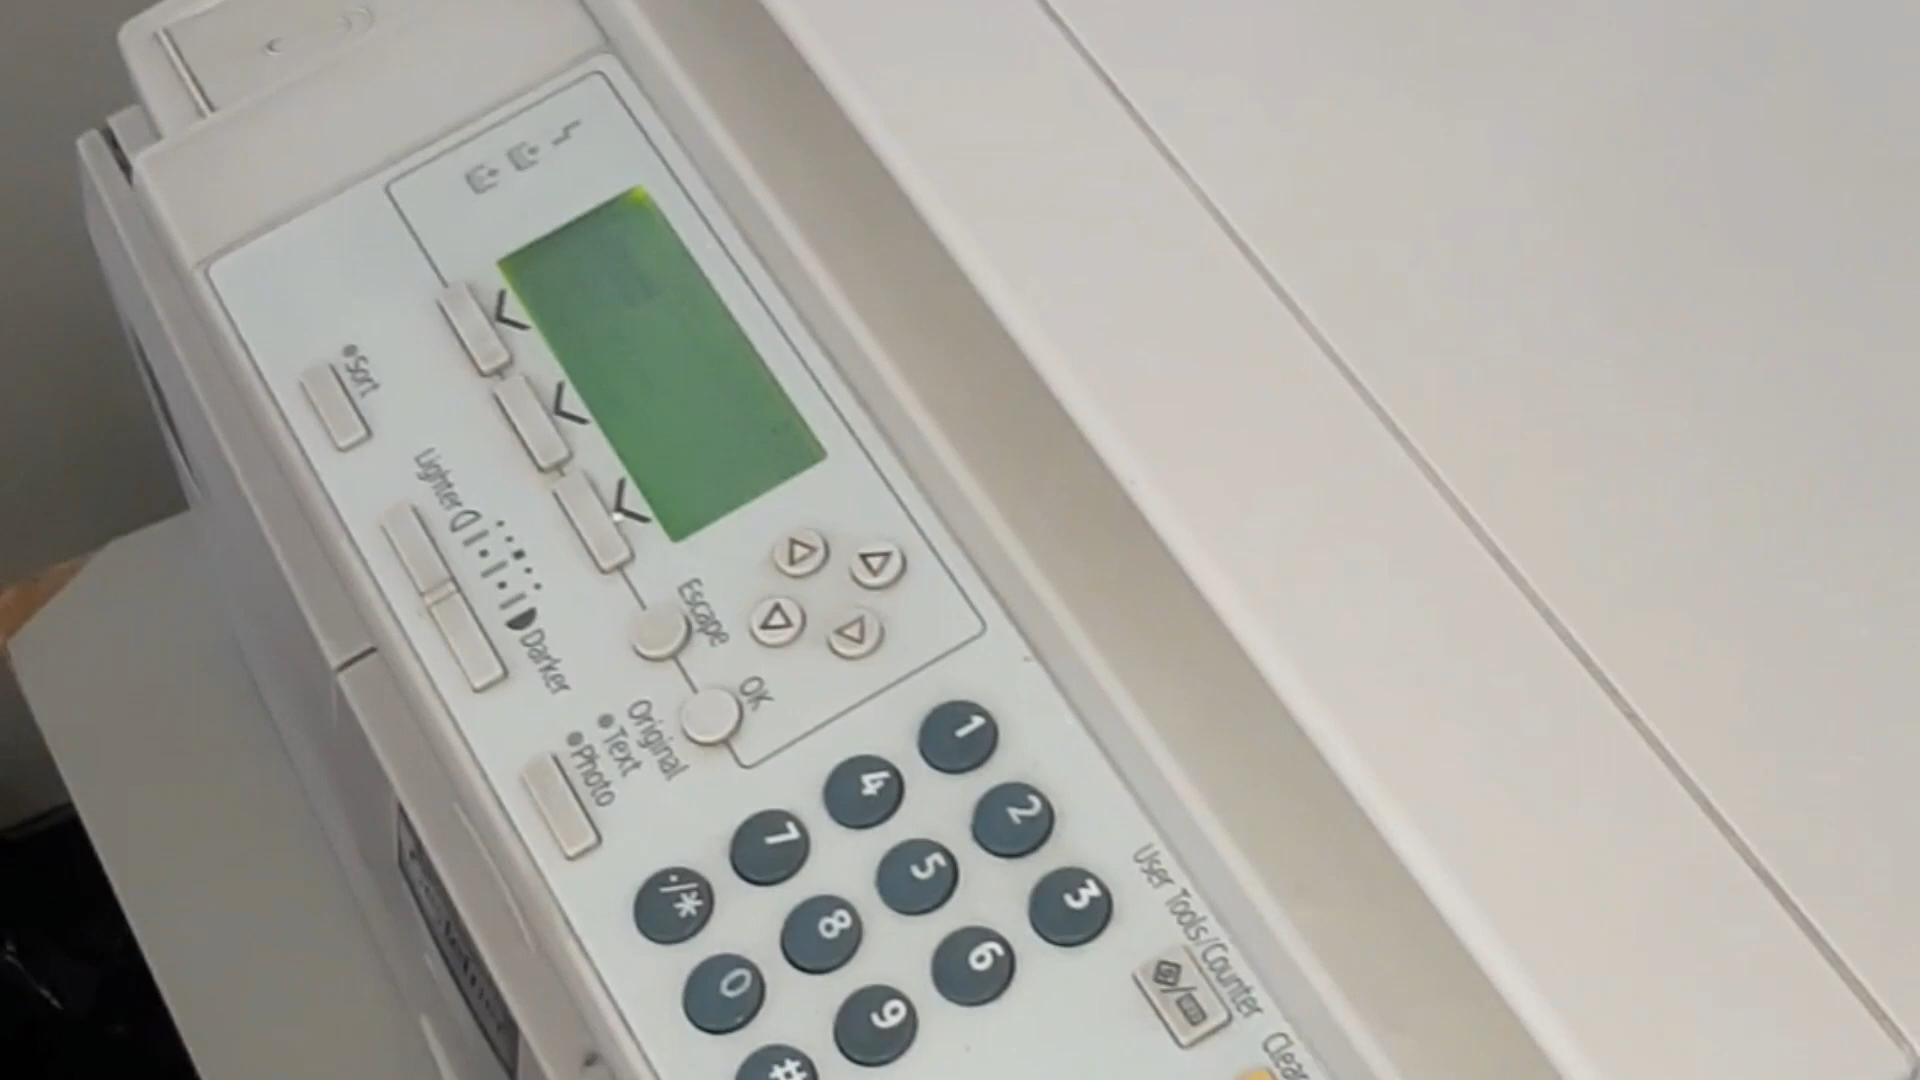 Sort
Lighter
Darker
Escape
OK
Original
Text
Photo
1
2
3
4
5
6
7
8
9
./*
0
#
User Tools/Counter
Clear